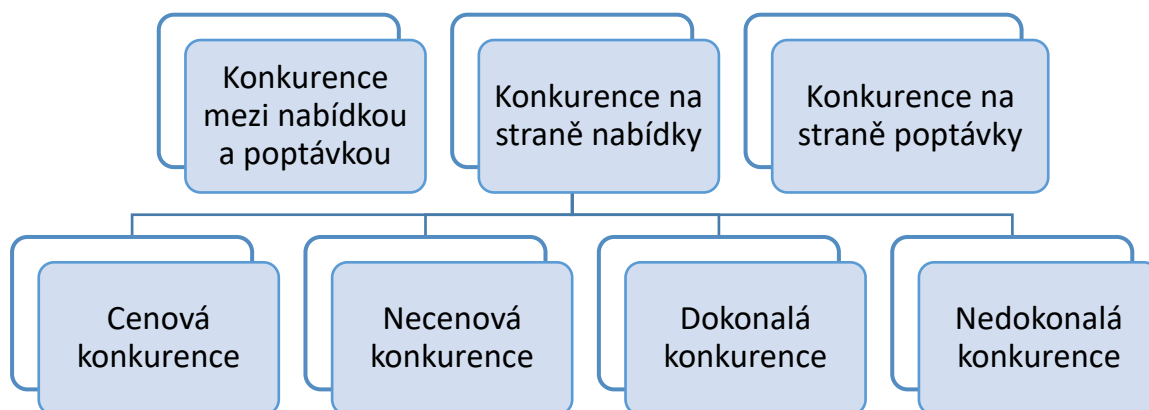 Konkurence
mezi nabídkou
a poptávkou
Konkurence na
straně nabídky
Konkurence na
straně poptávky
Cenová
konkurence
Necenová
konkurence
Dokonalá
konkurence
Nedokonalá
konkurence